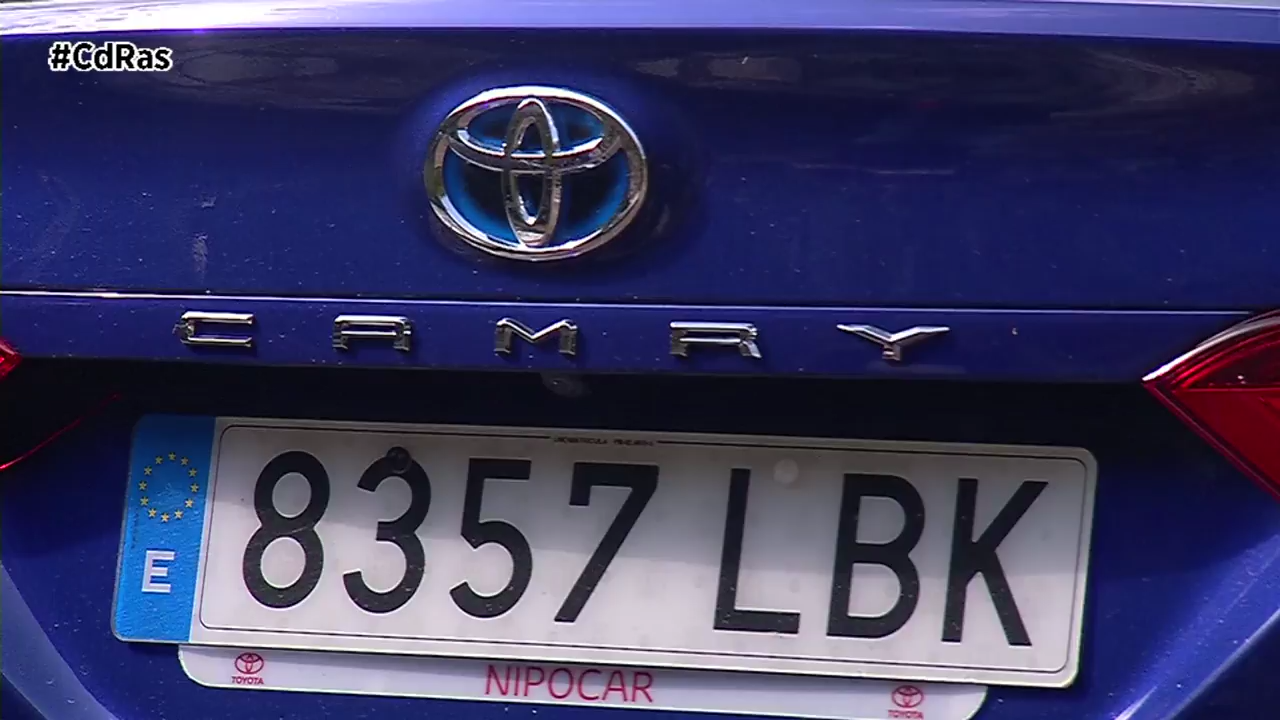 #CdRas
CAMRY
E
8357 LBK
TOYOTA
NIPOCAR
TOYOTA